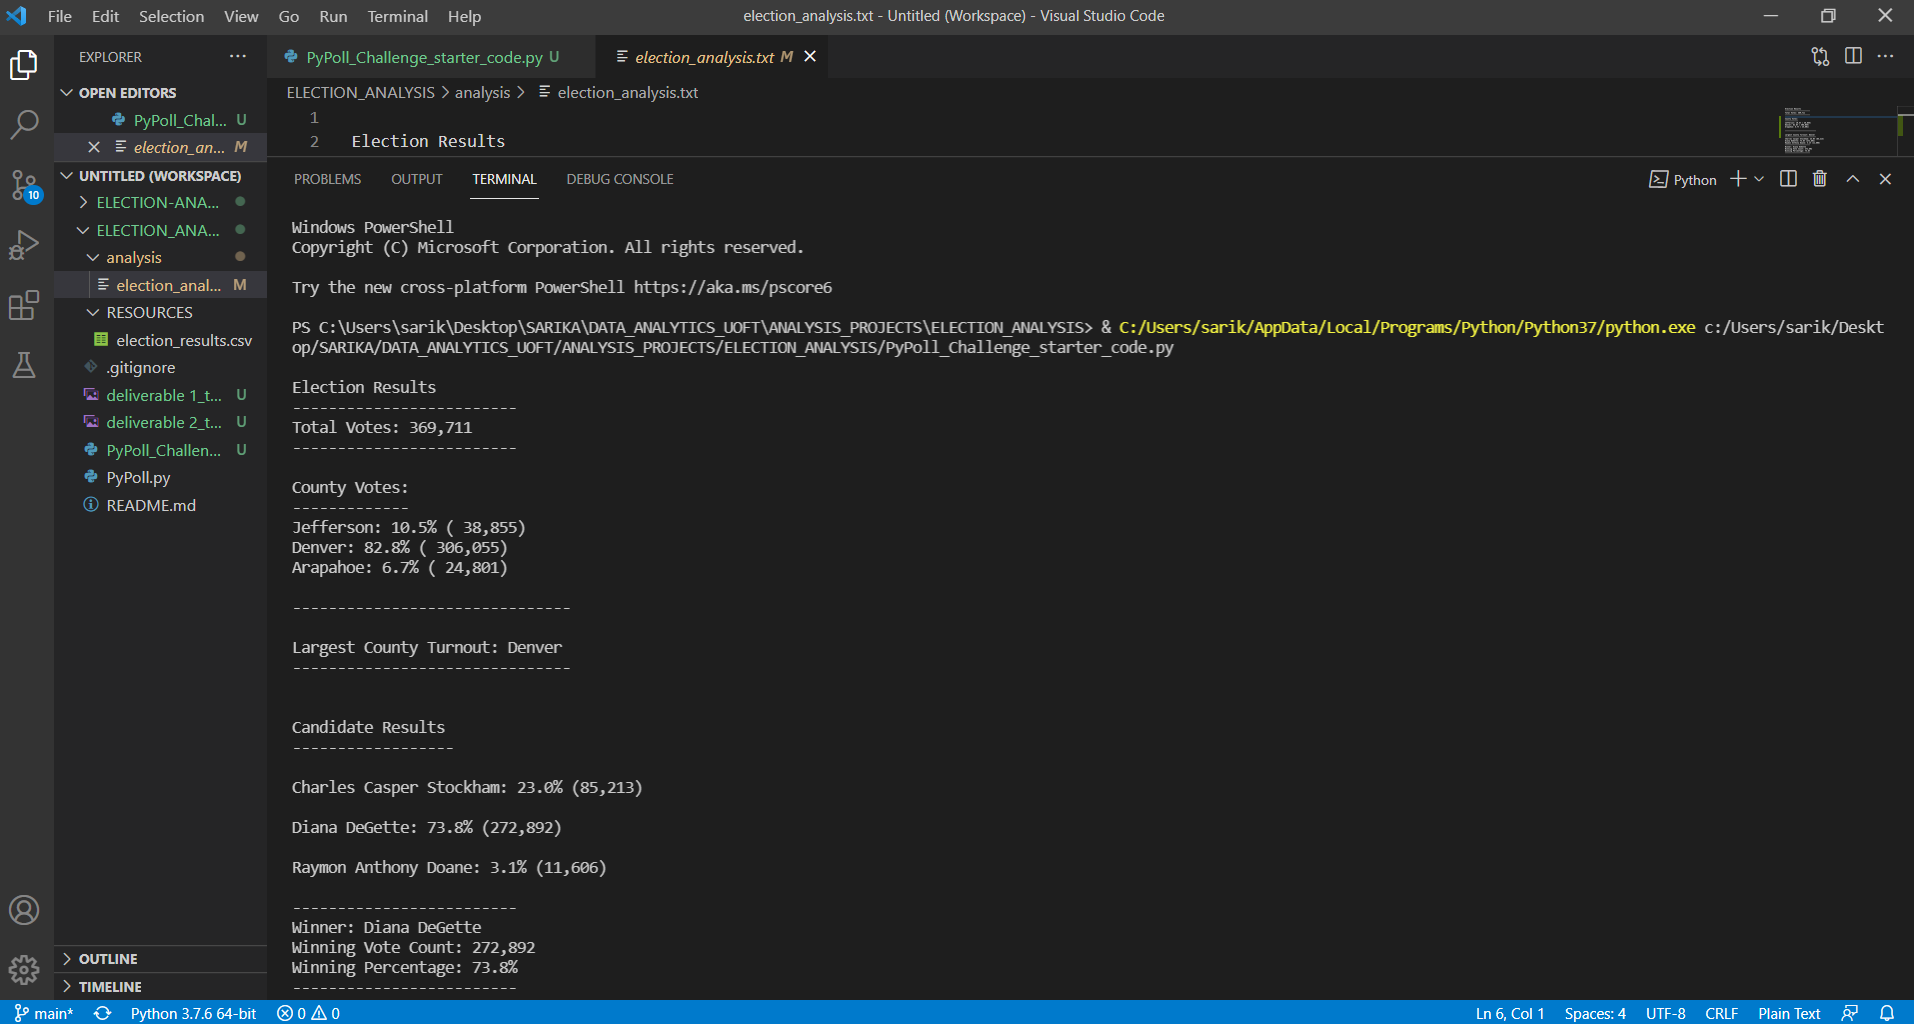 File Edit Selection View Go Run Terminal Help
election_analysis.txt - Untitled (Workspace) - Visual Studio Code
EXPLORER
OPEN EDITORS
PyPoll_Chal... U
election_an... M
UNTITLED (WORKSPACE)
ELECTION-ANA...
ELECTION_ANA...
analysis
election_anal... M
RESOURCES
election_results.csv
.gitignore
deliverable 1_t... U
deliverable 2_t... U
PyPoll_Challen... U
PyPoll.py
README.md
OUTLINE
TIMELINE
10
PyPoll_Challenge_starter_code.py U
election_analysis.txt M
ELECTION_ANALYSIS > analysis > election_analysis.txt
1
2 Election Results
PROBLEMS OUTPUT TERMINAL DEBUG CONSOLE
Python
Windows PowerShell
Copyright (C) Microsoft Corporation. All rights reserved.
Try the new cross-platform PowerShell https://aka.ms/pscore6
PS C:\Users\sarik\Desktop\SARIKA\DATA_ANALYTICS_UOFT\ANALYSIS_PROJECTS\ELECTION_ANALYSIS> & C:/Users/sarik/AppData/Local/Programs/Python/Python37/python.exe c:/Users/sarik/Deskt
op/SARIKA/DATA_ANALYTICS_UOFT/ANALYSIS_PROJECTS/ELECTION_ANALYSIS/PyPoll_Challenge_starter_code.py
Election Results
-------------------------
Total Votes: 369,711
-------------------------
County Votes:
-------------
Jefferson: 10.5% ( 38,855)
Denver: 82.8% ( 306,055)
Arapahoe: 6.7% ( 24,801)
-------------------------------
Largest County Turnout: Denver
-------------------------------
Candidate Results
------------------
Charles Casper Stockham: 23.0% (85,213)
Diana DeGette: 73.8% (272,892)
Raymon Anthony Doane: 3.1% (11,606)
-------------------------
Winner: Diana DeGette
Winning Vote Count: 272,892
Winning Percentage: 73.8%
-------------------------
main* Python 3.7.6 64-bit 0 0 Ln 6, Col 1 Spaces: 4 UTF-8 CRLF Plain Text